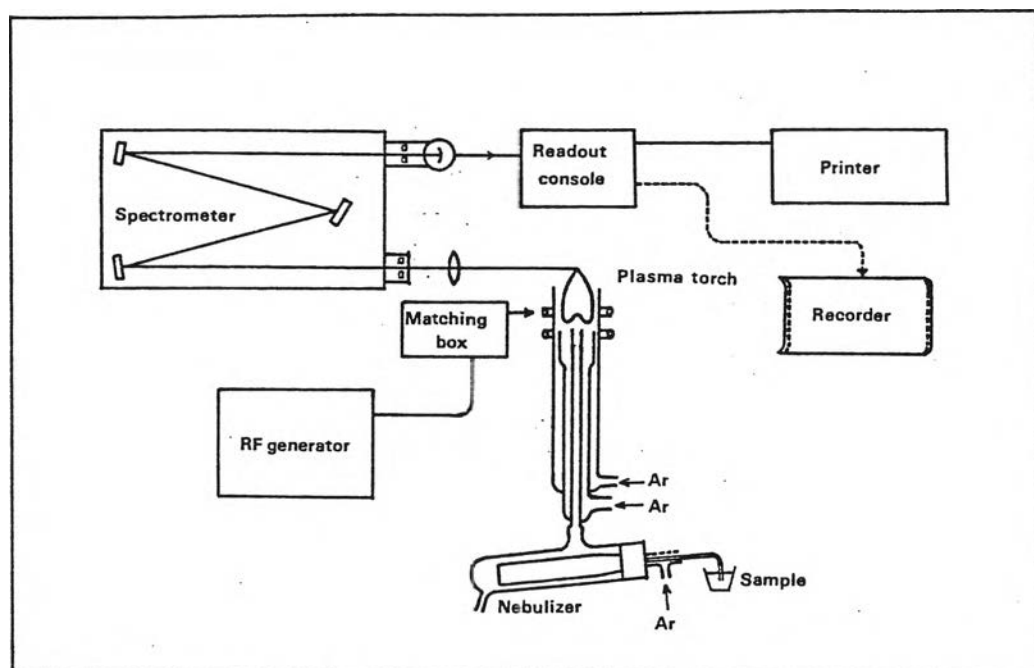 Readout
console
Printer
Spectrometer
Plasma torch
Matching
box
Recorder
RF generator
Ar
Ar
Sample
Nebulizer
Ar